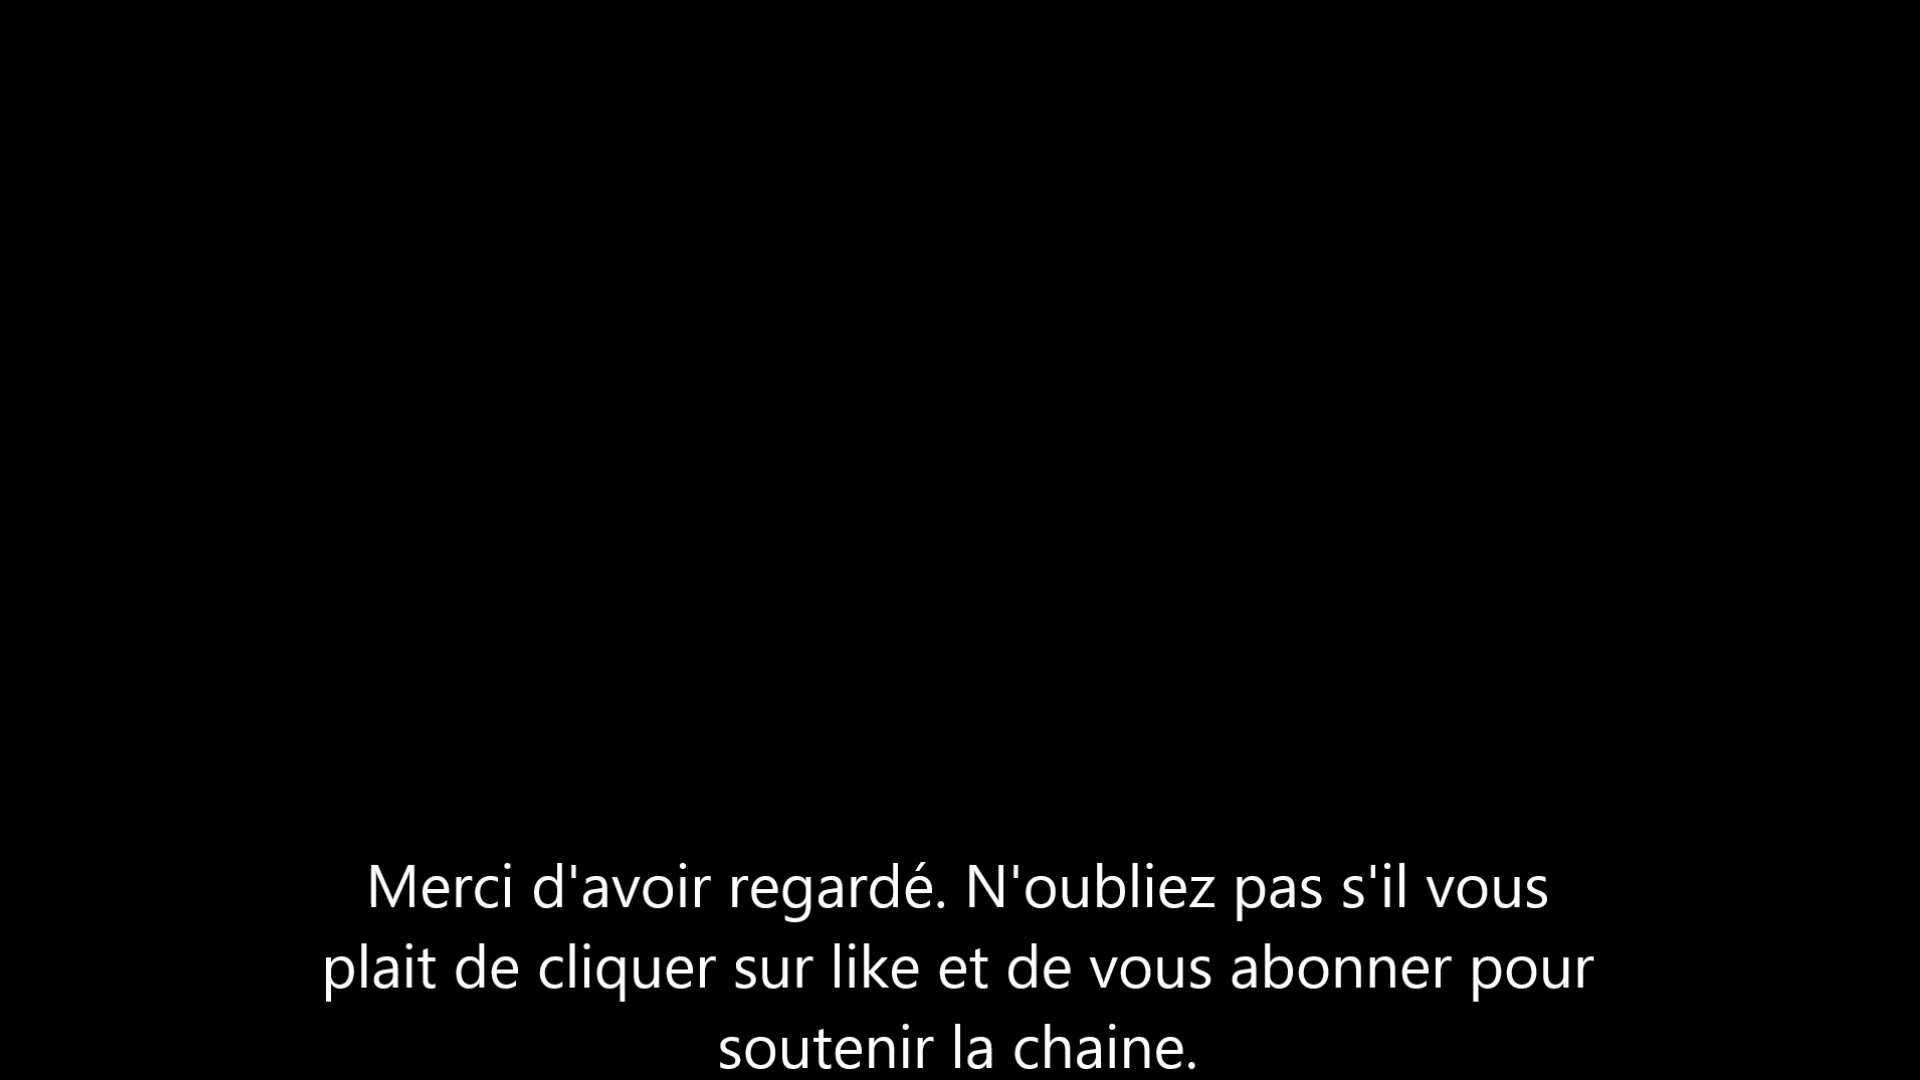 Merci d'avoir regardé. N'oubliez pas s'il vous
plait de cliquer sur like et de vous abonner pour
soutenir la chaine.